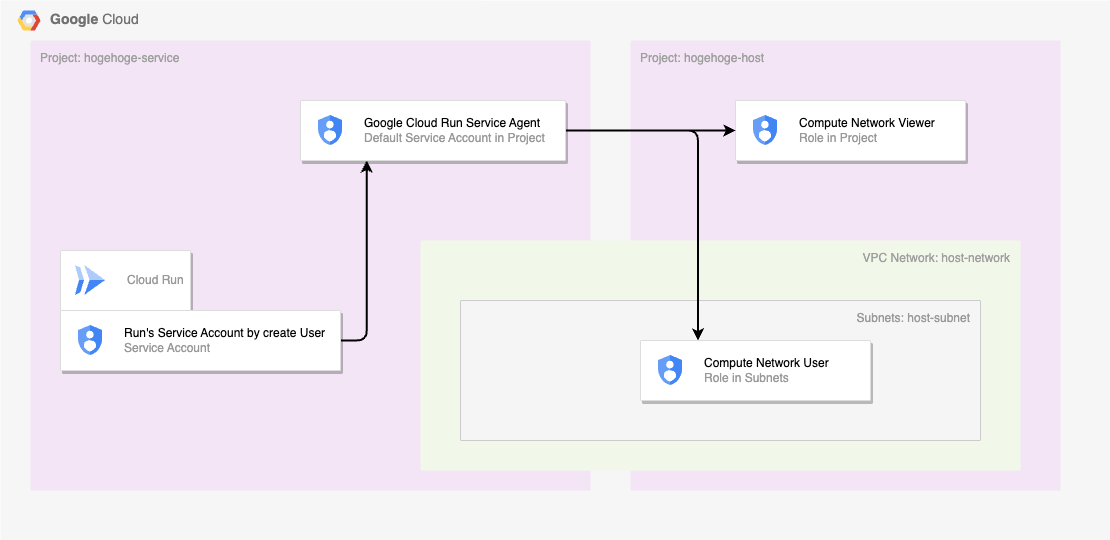 Google Cloud
Project: hogehoge-service
Project: hogehoge-host
Google Cloud Run Service Agent
Default Service Account in Project
Compute Network Viewer
Role in Project
VPC Network: host-network
Cloud Run
Subnets: host-subnet
Run's Service Account by create User
Service Account
Compute Network User
Role in Subnets